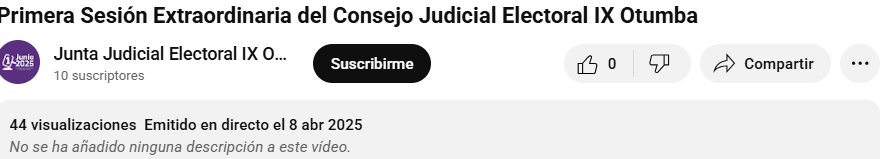 Primera Sesión Extraordinaria del Consejo Judicial Electoral IX Otumba
Junio
2025
Junta Judicial Electoral IX O...
10 suscriptores
Suscribirme
0
Compartir
44 visualizaciones Emitido en directo el 8 abr 2025
No se ha añadido ninguna descripción a este vídeo.